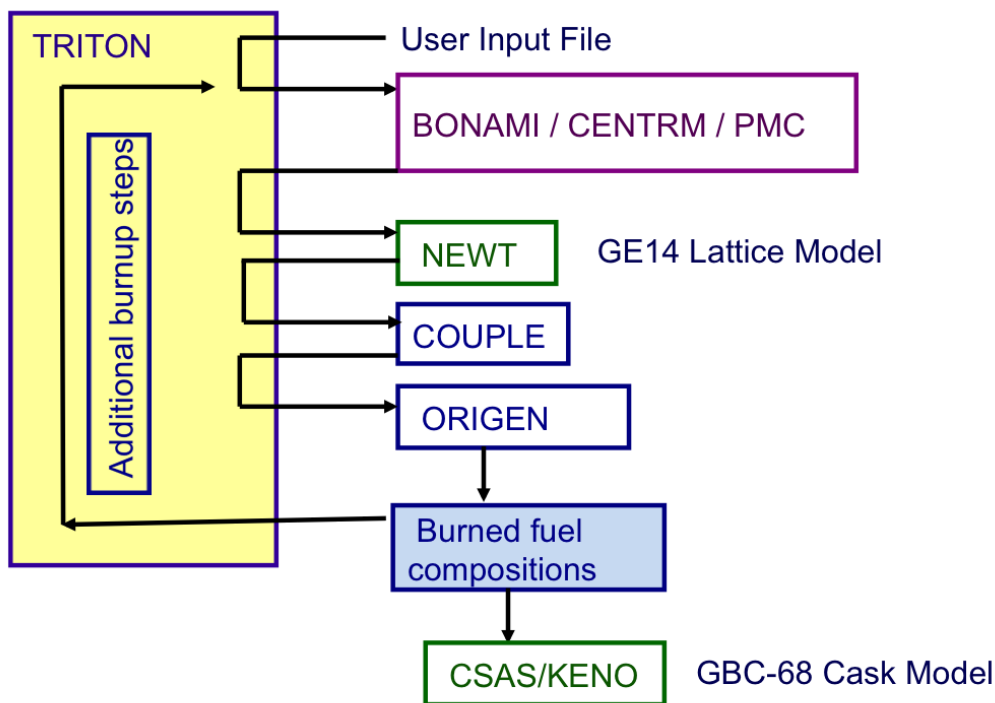 TRITON
User Input File
BONAMI / CENTRM / PMC
Additional burnup steps
NEWT
GE14 Lattice Model
COUPLE
ORIGEN
Burned fuel
compositions
CSAS/KENO
GBC-68 Cask Model